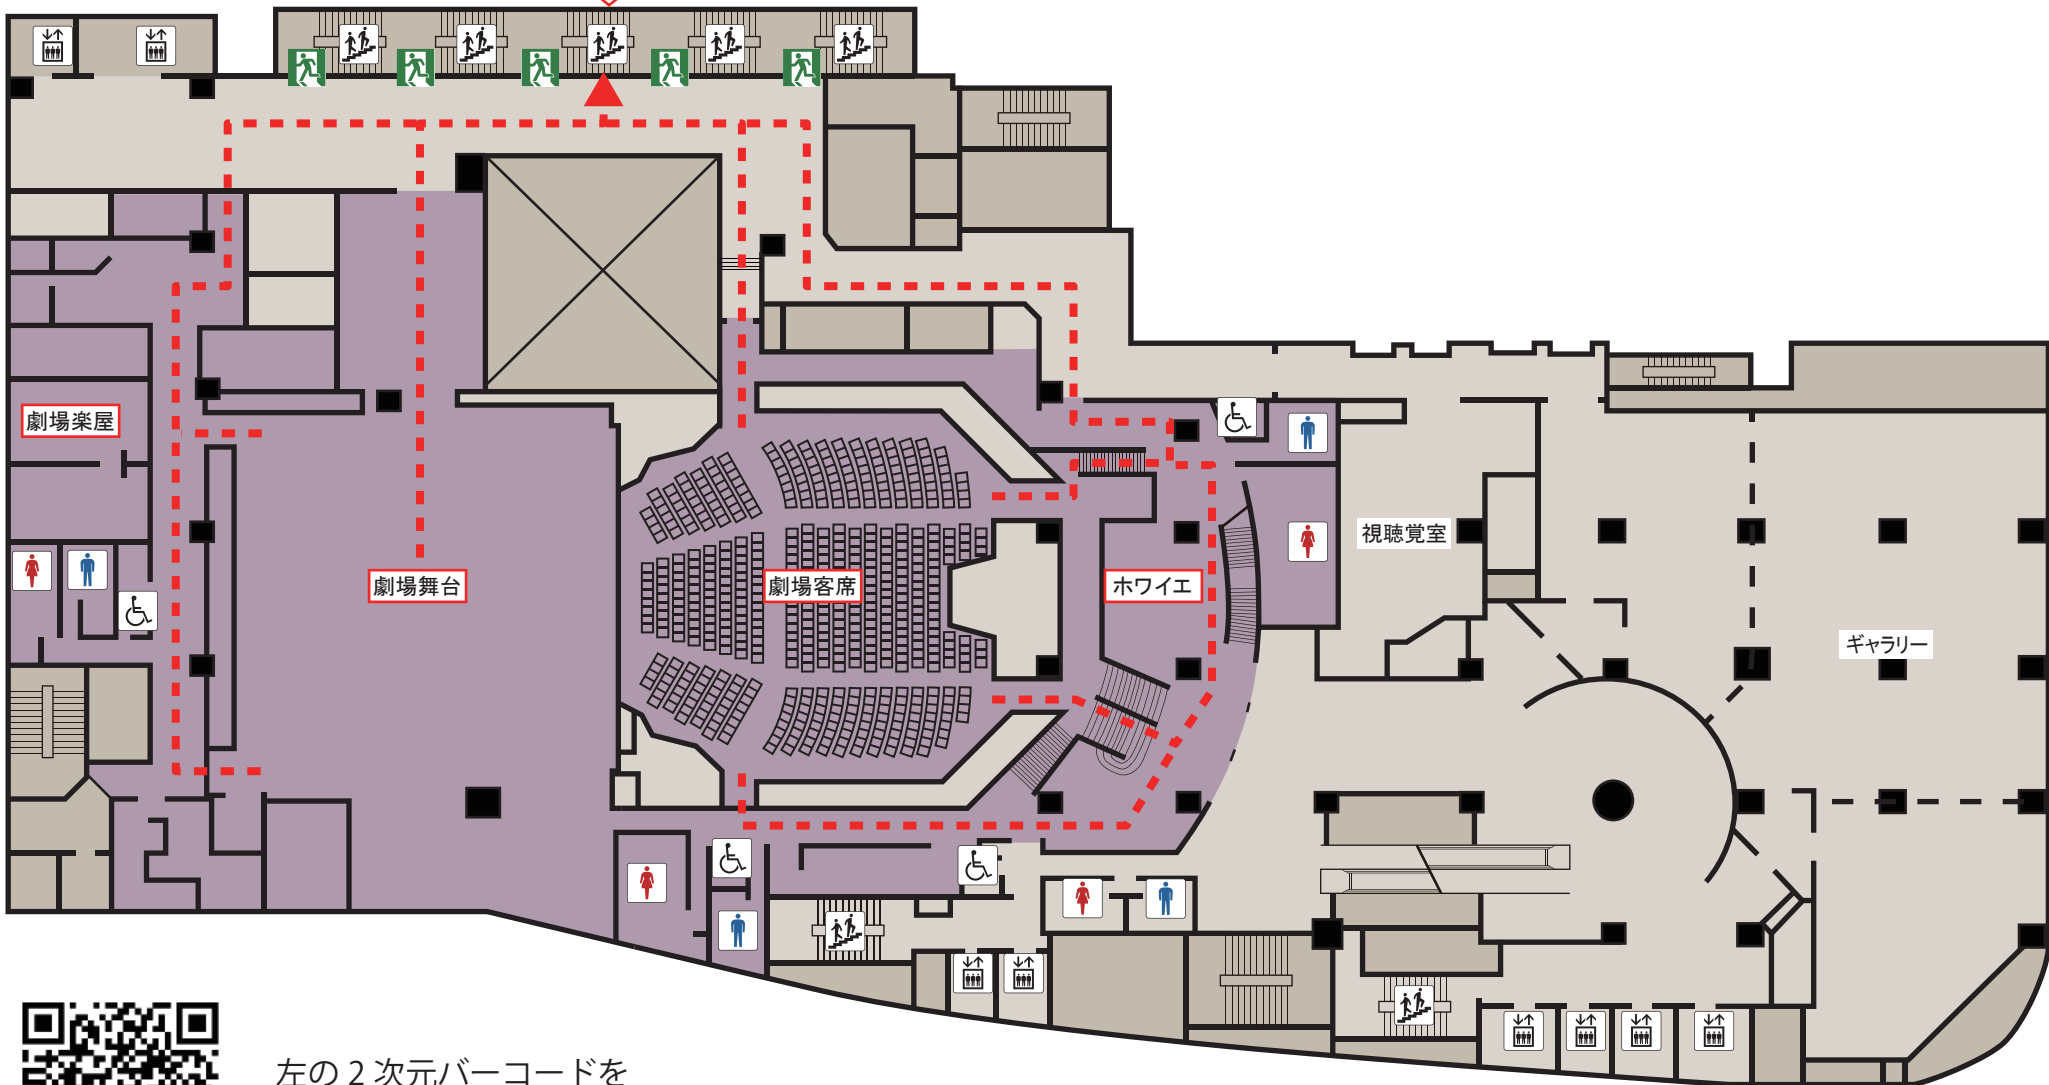 劇場楽屋
視聴覚室
劇場舞台
劇場客席
ホワイエ
ギャラリー
左の2次元バーコードを